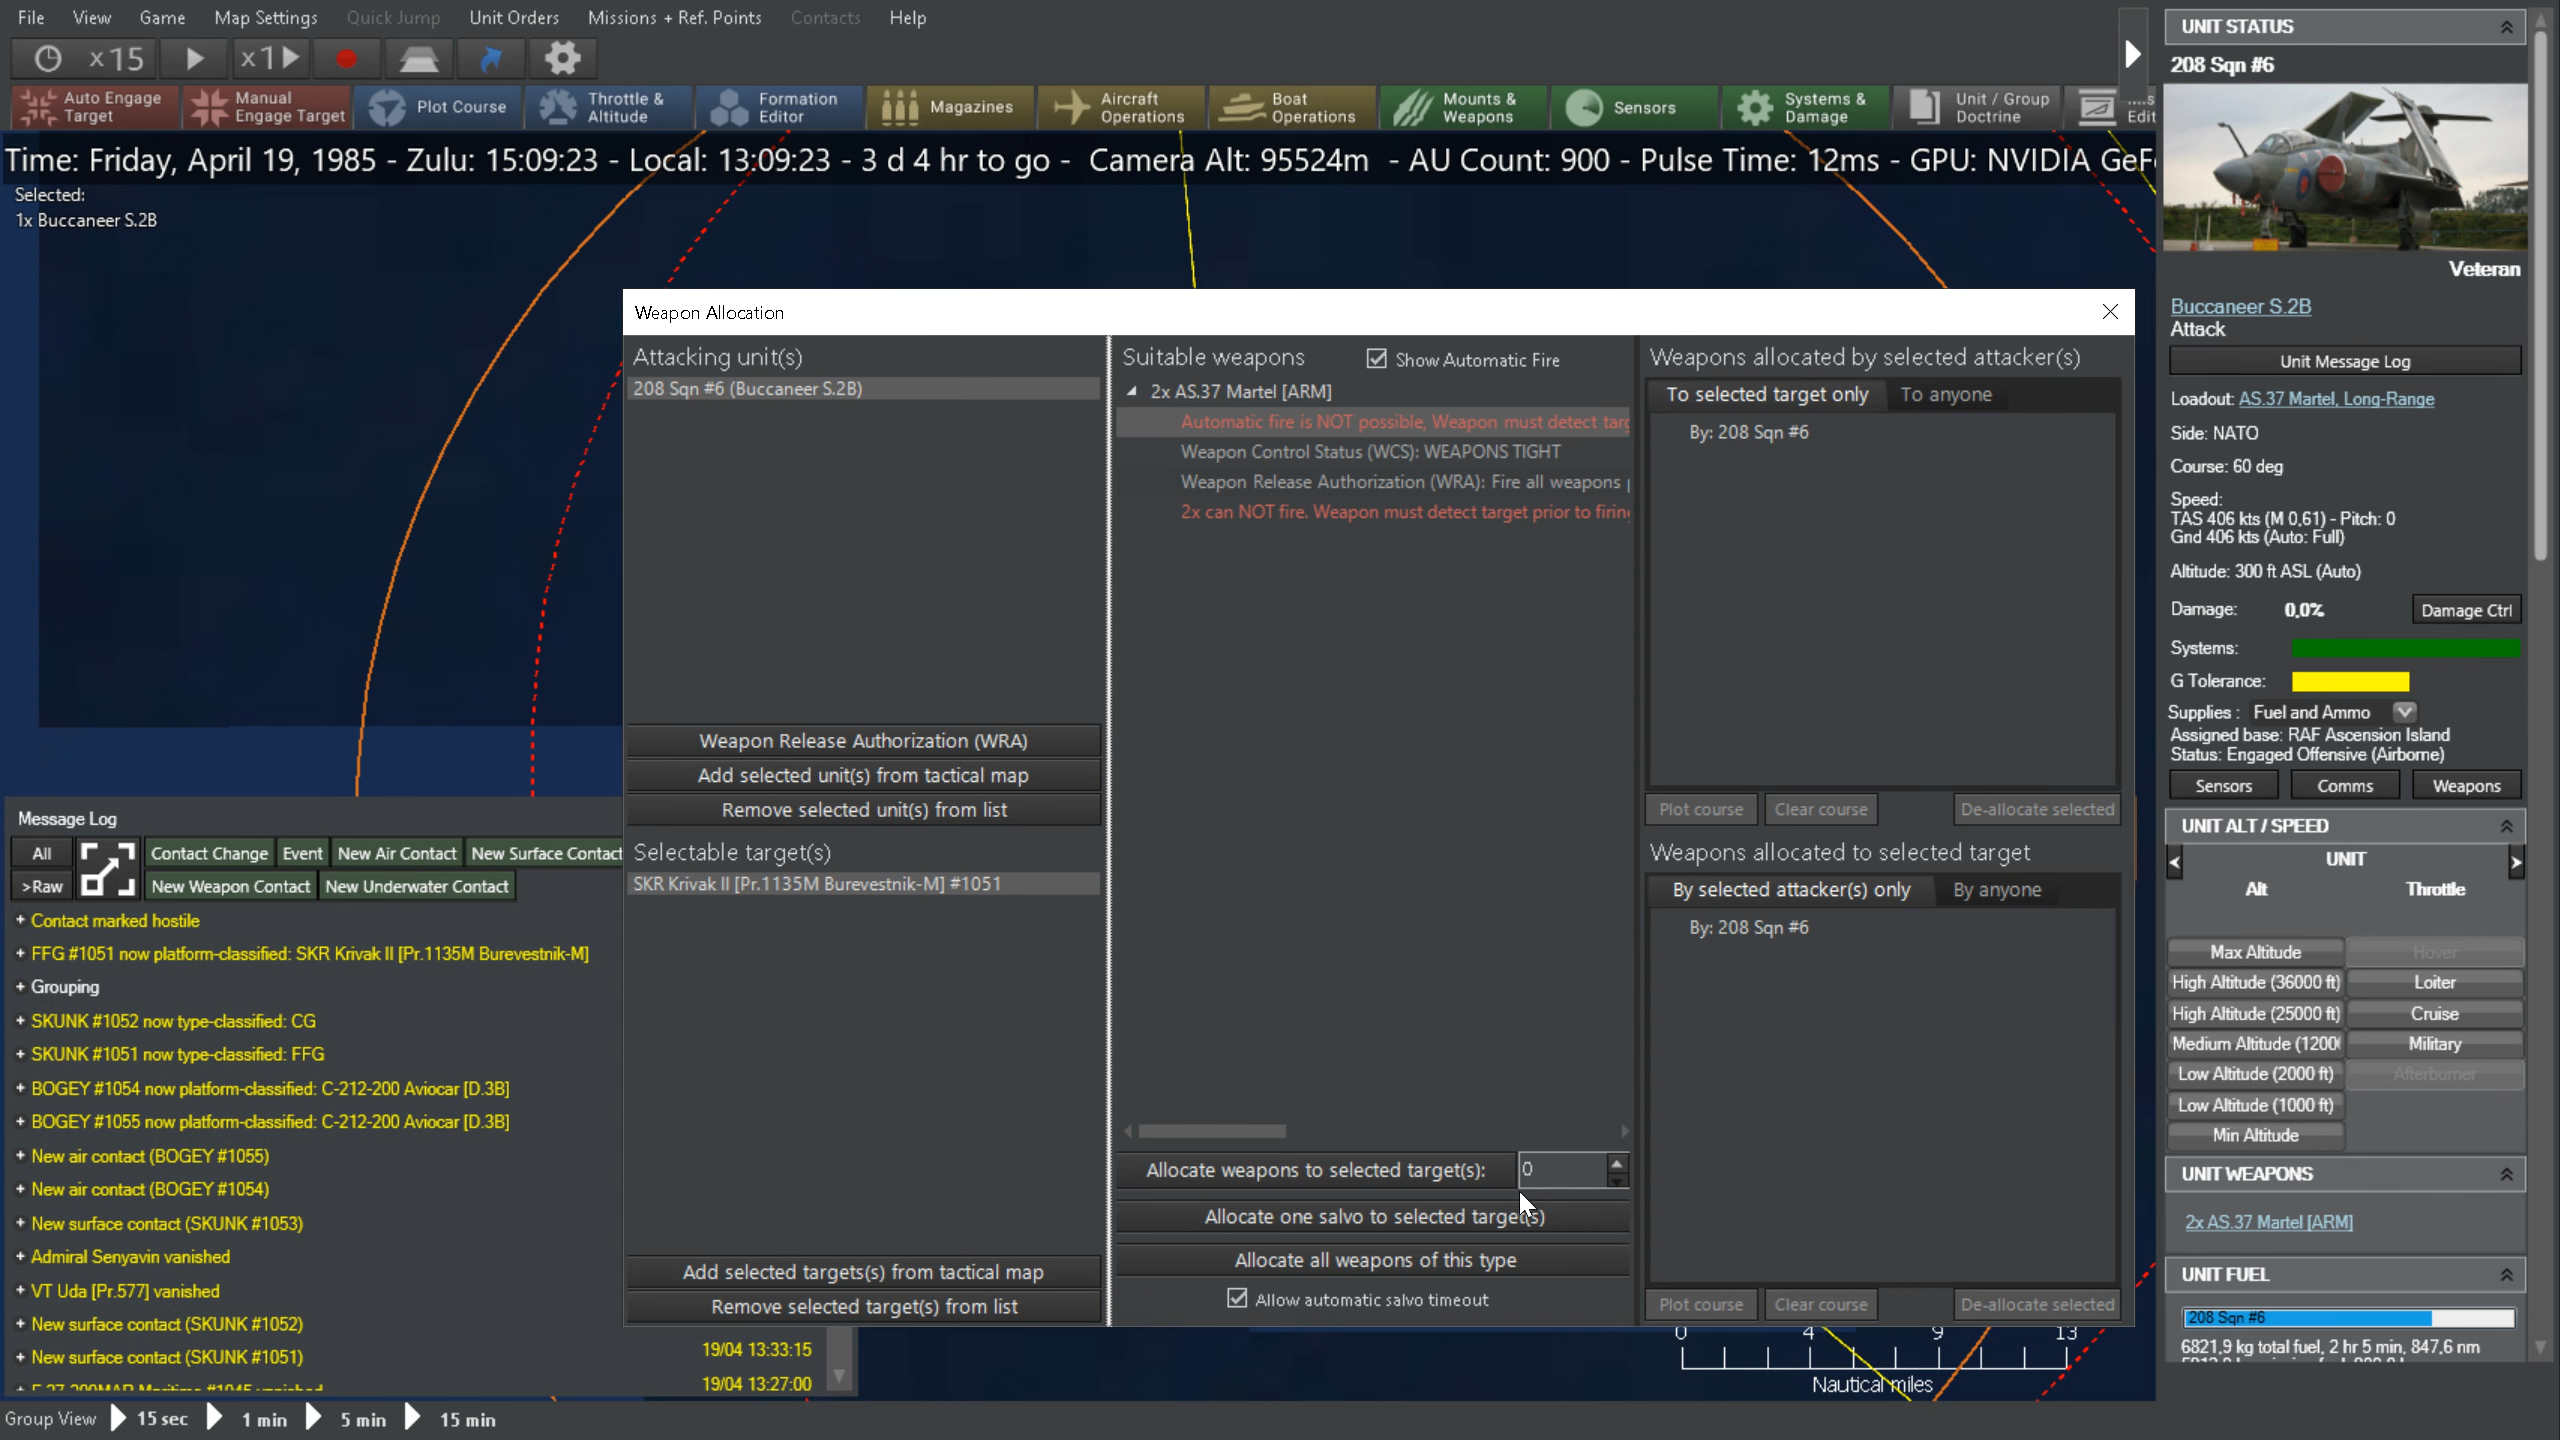 File View Game Map Settings Quick Jump Unit Orders Missions + Ref. Points Contacts Help
x15 x1
Auto Engage Target
Manual Engage Target
Plot Course
Throttle & Altitude
Formation Editor
Magazines
Aircraft Operations
Boat Operations
Mounts & Weapons
Sensors
Systems & Damage
Unit / Group Doctrine
Edit
Time: Friday, April 19, 1985 - Zulu: 15:09:23 - Local: 13:09:23 - 3 d 4 hr to go - Camera Alt: 95524m - AU Count: 900 - Pulse Time: 12ms - GPU: NVIDIA GeF
Selected:
1x Buccaneer S.2B
Weapon Allocation
Attacking unit(s)
208 Sqn #6 (Buccaneer S.2B)
Weapon Release Authorization (WRA)
Add selected unit(s) from tactical map
Remove selected unit(s) from list
Selectable target(s)
SKR Krivak II [Pr.1135M Burevestnik-M] #1051
Add selected targets(s) from tactical map
Remove selected target(s) from list
Suitable weapons
Show Automatic Fire
2x AS.37 Martel [ARM]
Automatic fire is NOT possible, Weapon must detect targ
Weapon Control Status (WCS): WEAPONS TIGHT
Weapon Release Authorization (WRA): Fire all weapons
2x can NOT fire. Weapon must detect target prior to firin
Allocate weapons to selected target(s): 0
Allocate one salvo to selected target(s)
Allocate all weapons of this type
Allow automatic salvo timeout
Weapons allocated by selected attacker(s)
To selected target only To anyone
By: 208 Sqn #6
Plot course Clear course De-allocate selected
Weapons allocated to selected target
By selected attacker(s) only By anyone
By: 208 Sqn #6
Plot course Clear course De-allocate selected
Message Log
All Contact Change Event New Air Contact New Surface Contact
>Raw New Weapon Contact New Underwater Contact
+ Contact marked hostile
+ FFG #1051 now platform-classified: SKR Krivak II [Pr.1135M Burevestnik-M]
+ Grouping
+ SKUNK #1052 now type-classified: CG
+ SKUNK #1051 now type-classified: FFG
+ BOGEY #1054 now platform-classified: C-212-200 Aviocar [D.3B]
+ BOGEY #1055 now platform-classified: C-212-200 Aviocar [D.3B]
+ New air contact (BOGEY #1055)
+ New air contact (BOGEY #1054)
+ New surface contact (SKUNK #1053)
+ Admiral Senyavin vanished
+ VT Uda [Pr.577] vanished
+ New surface contact (SKUNK #1052)
19/04 13:33:15
+ New surface contact (SKUNK #1051)
19/04 13:27:00
0 4 9 13
Nautical miles
Group View 15 sec 1 min 5 min 15 min
UNIT STATUS
208 Sqn #6
Veteran
Buccaneer S.2B
Attack
Unit Message Log
Loadout: AS.37 Martel, Long-Range
Side: NATO
Course: 60 deg
Speed:
TAS 406 kts (M 0,61) - Pitch: 0
Gnd 406 kts (Auto: Full)
Altitude: 300 ft ASL (Auto)
Damage: 0,0% Damage Ctrl
Systems:
G Tolerance:
Supplies : Fuel and Ammo
Assigned base: RAF Ascension Island
Status: Engaged Offensive (Airborne)
Sensors Comms Weapons
UNIT ALT / SPEED
< UNIT >
Alt Throttle
Max Altitude Hover
High Altitude (36000 ft) Loiter
High Altitude (25000 ft) Cruise
Medium Altitude (1200 Military
Low Altitude (2000 ft) Afterburner
Low Altitude (1000 ft)
Min Altitude
UNIT WEAPONS
2x AS.37 Martel [ARM]
UNIT FUEL
208 Sqn #6
6821,9 kg total fuel, 2 hr 5 min, 847,6 nm